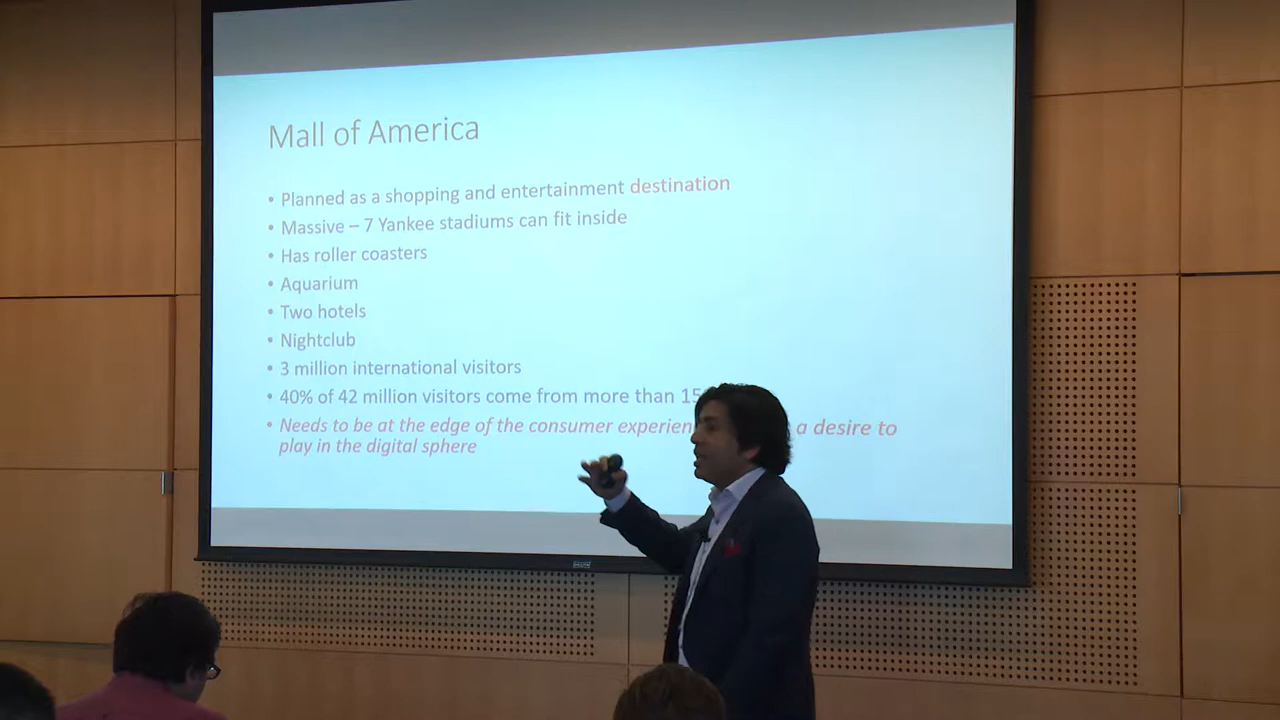 Mall of America
• Planned as a shopping and entertainment destination
• Massive – 7 Yankee stadiums can fit inside
• Has roller coasters
• Aquarium
• Two hotels
• Nightclub
• 3 million international visitors
• 40% of 42 million visitors come from more than
• Needs to be at the edge of the consumer a desire to
play in the digital sphere